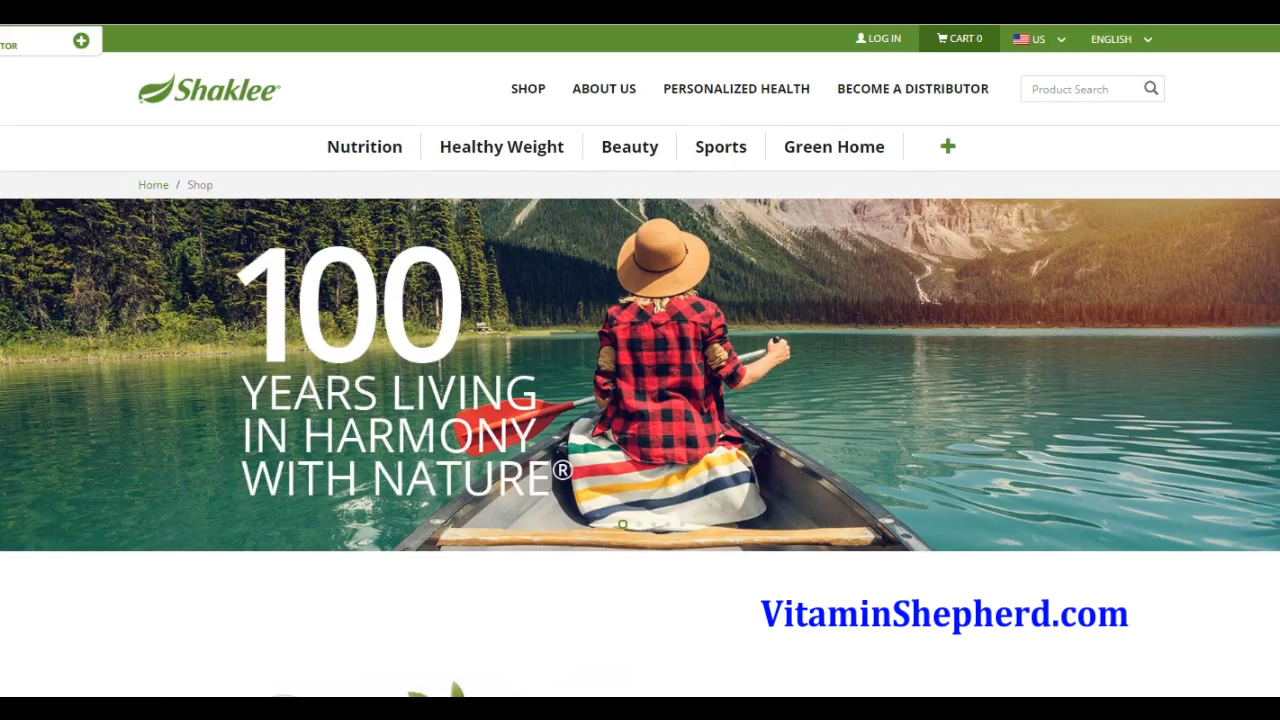 TOR
LOG IN
CART 0
US
ENGLISH
Shaklee®
SHOP
ABOUT US
PERSONALIZED HEALTH
BECOME A DISTRIBUTOR
Product Search
Nutrition
Healthy Weight
Beauty
Sports
Green Home
Home / Shop
100
YEARS LIVING
IN HARMONY
WITH NATURE®
VitaminShepherd.com